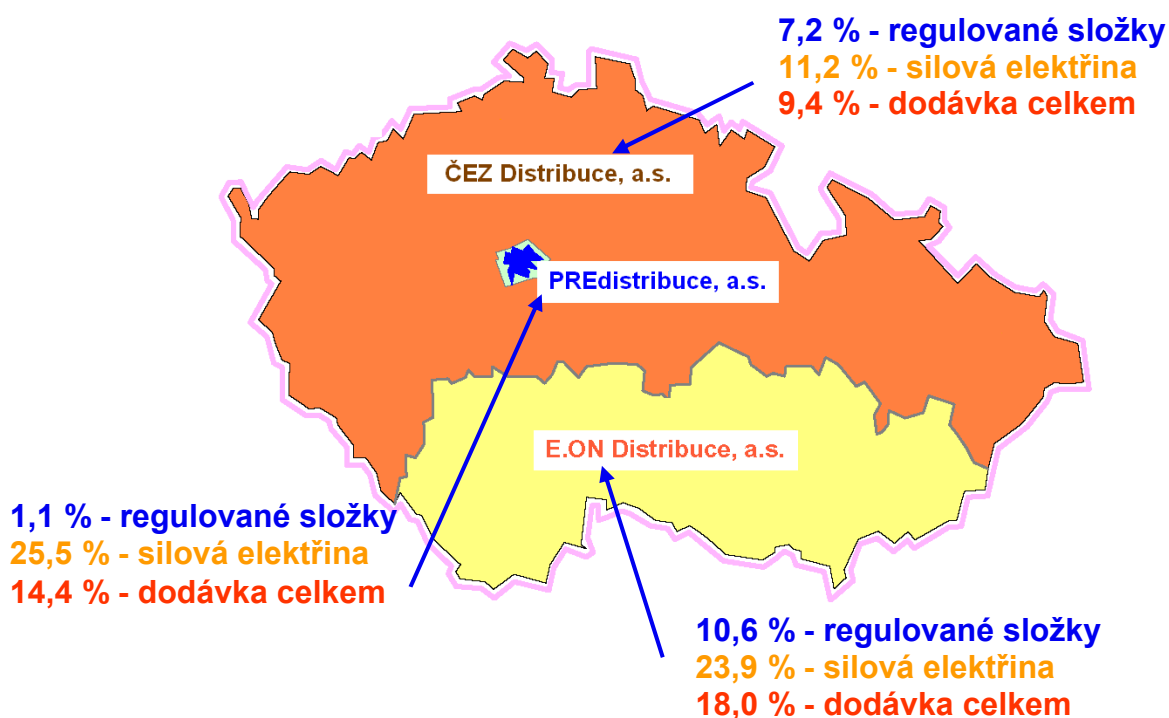 7,2 % - regulované složky
11,2 % - silová elektřina
9,4 % - dodávka celkem
ČEZ Distribuce, a.s.
PREdistribuce, a.s.
E.ON Distribuce, a.s.
1,1 % - regulované složky
25,5 % - silová elektřina
14,4 % - dodávka celkem
10,6 % - regulované složky
23,9 % - silová elektřina
18,0 % - dodávka celkem